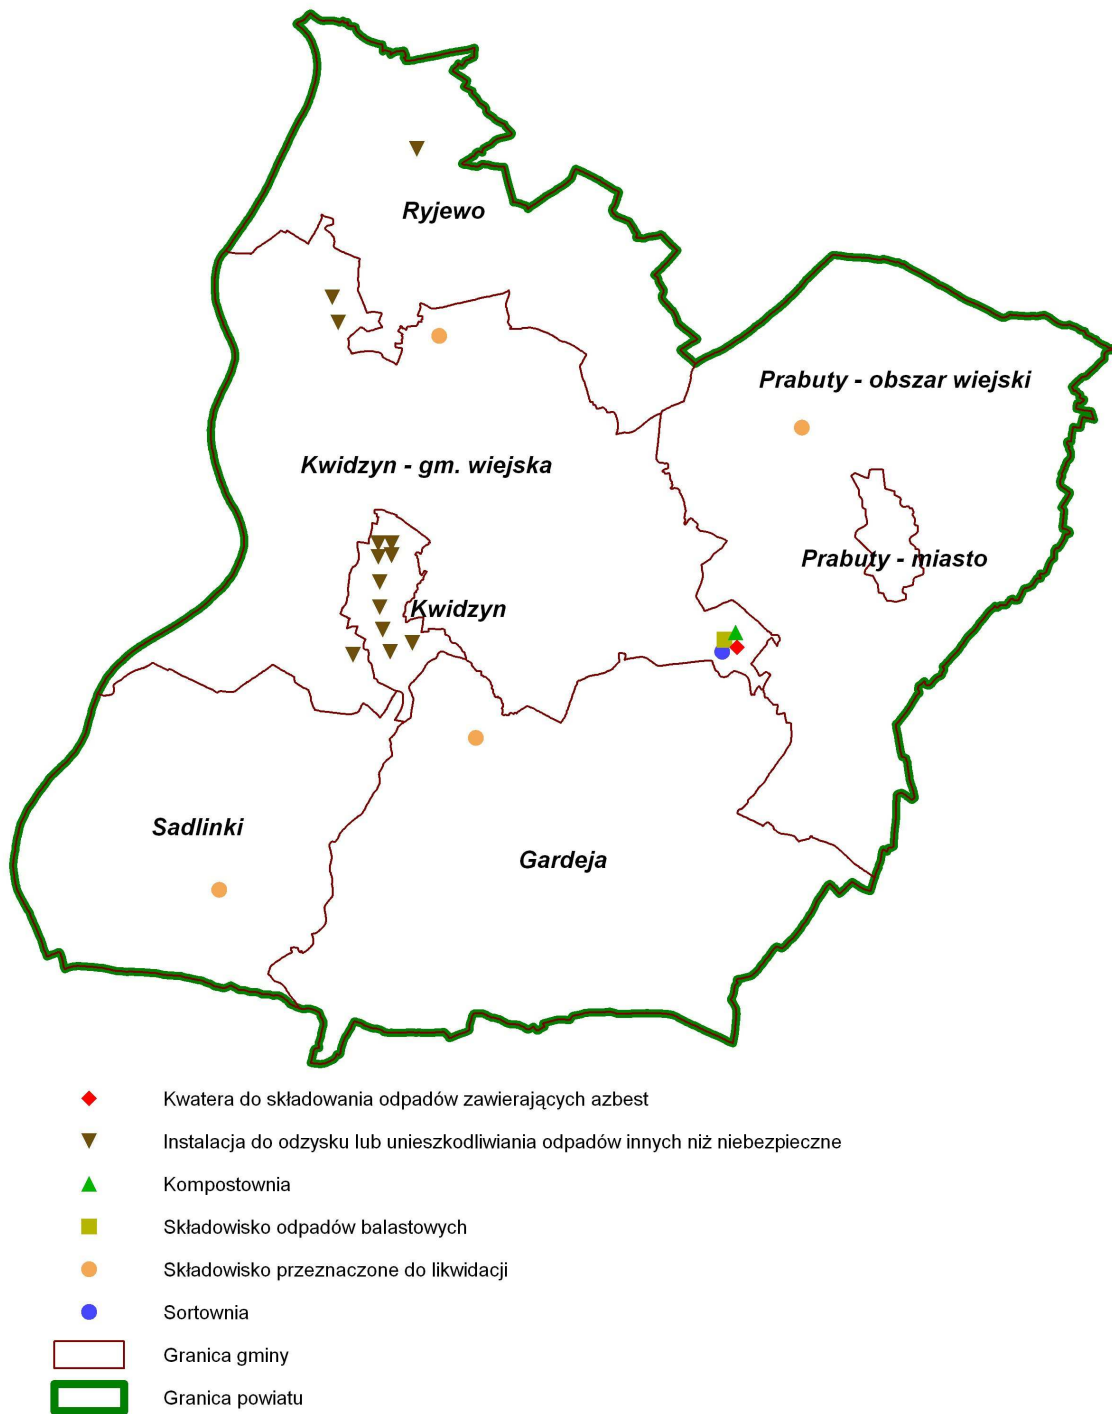 Ryjewo
Prabuty - obszar wiejski
Kwidzyn - gm. wiejska
Prabuty - miasto
Kwidzyn
Sadlinki
Gardeja
Kwatera do składowania odpadów zawierających azbest
Instalacja do odzysku lub unieszkodliwiania odpadów innych niż niebezpieczne
Kompostownia
Składowisko odpadów balastowych
Składowisko przeznaczone do likwidacji
Sortownia
Granica gminy
Granica powiatu